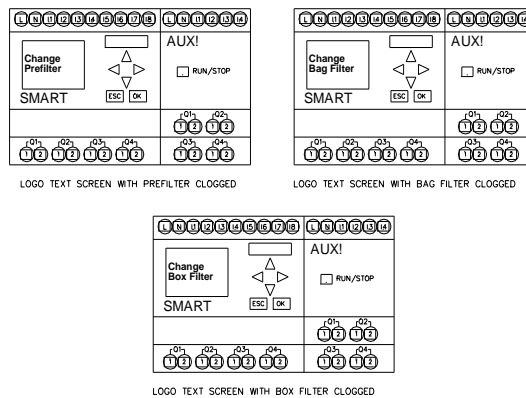 L N I1 I2 I3 I4 I5 I6 I7 I8 L N I1 I2 I3 I4
Change
Prefilter
AUX!
RUN/STOP
SMART
ESC OK
Q1 Q2
1 2 1 2
Q1 Q2 Q3 Q4 Q3 Q4
1 2 1 2 1 2 1 2 1 2 1 2
LOGO TEXT SCREEN WITH PREFILTER CLOGGED
L N I1 I2 I3 I4 I5 I6 I7 I8 L N I1 I2 I3
Change
Bag Filter
AUX!
RUN/STOP
SMART
ESC OK
Q1 Q2
1 2 1 2
Q1 Q2 Q3 Q4 Q3 Q4
1 2 1 2 1 2 1 2 1 2 1 2
LOGO TEXT SCREEN WITH BAG FILTER CLOGGED
L N I1 I2 I3 I4 I5 I6 I7 I8 L N I1 I2 I3 I4
Change
Box Filter
AUX!
RUN/STOP
SMART
ESC OK
Q1 Q2
1 2 1 2
Q1 Q2 Q3 Q4 Q3 Q4
1 2 1 2 1 2 1 2 1 2 1 2
LOGO TEXT SCREEN WITH BOX FILTER CLOGGED